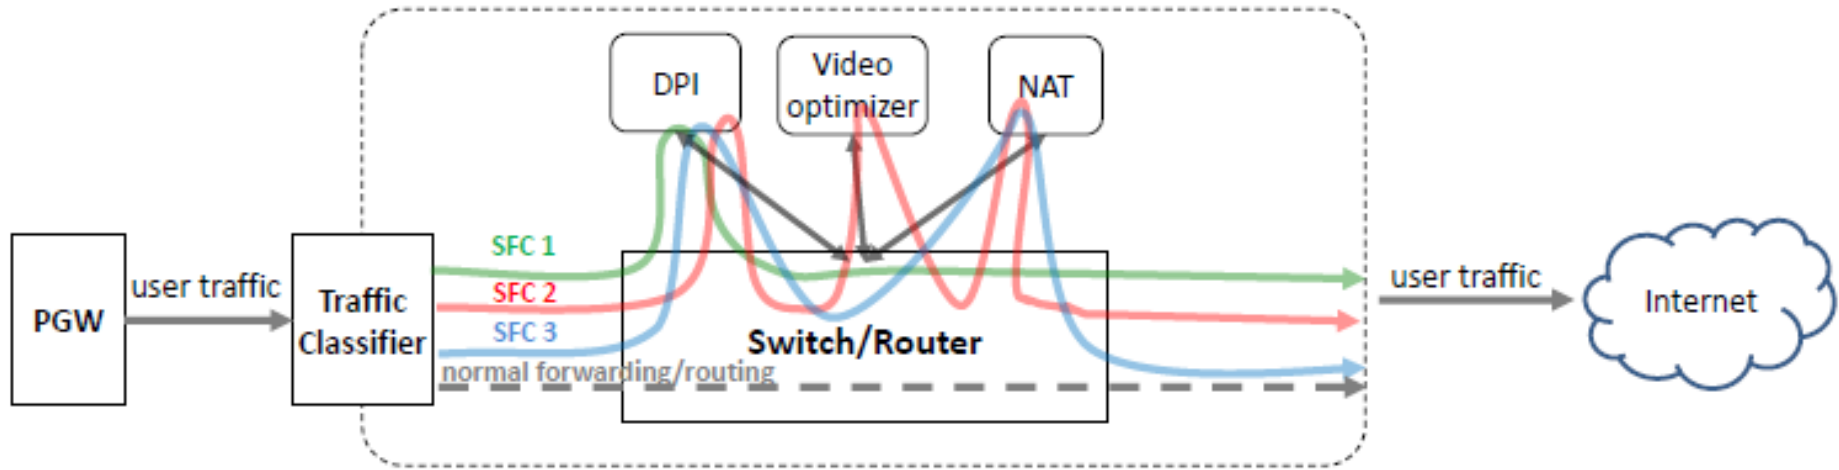 DPI
Video
optimizer
NAT
SFC 1
user traffic
SFC 2
user traffic
PGW
Traffic
Classifier
SFC 3
Switch/Router
Internet
normal forwarding/routing